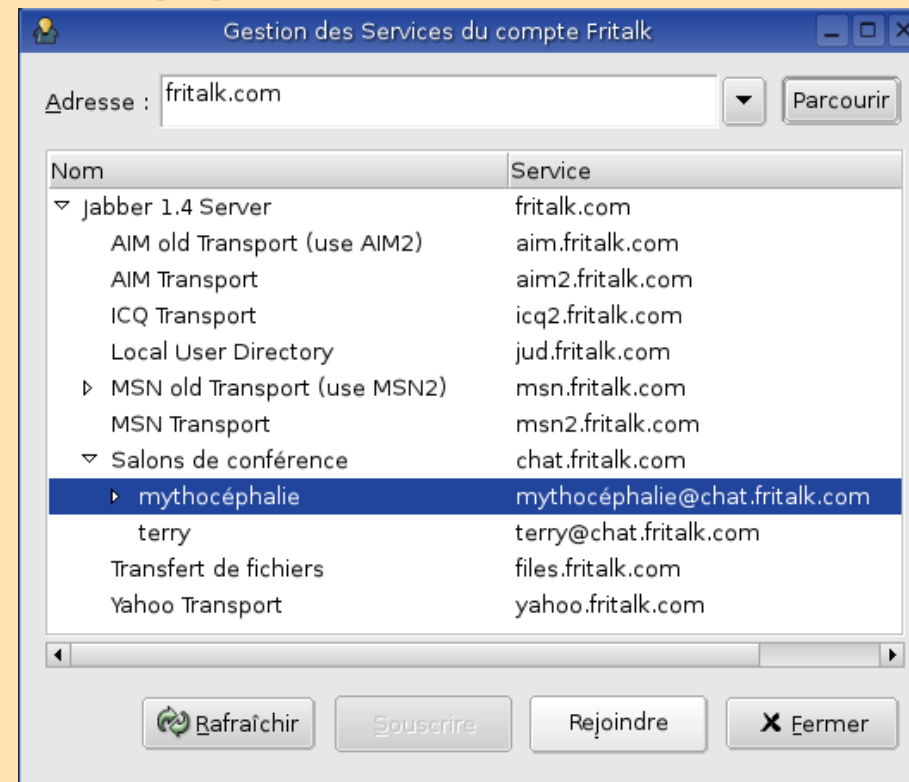 Gestion des Services du compte Fritalk
Adresse : fritalk.com Parcourir
Nom Service
Jabber 1.4 Server fritalk.com
AIM old Transport (use AIM2) aim.fritalk.com
AIM Transport aim2.fritalk.com
ICQ Transport icq2.fritalk.com
Local User Directory jud.fritalk.com
MSN old Transport (use MSN2) msn.fritalk.com
MSN Transport msn2.fritalk.com
Salons de conférence chat.fritalk.com
mythocéphalie mythocéphalie@chat.fritalk.com
terry terry@chat.fritalk.com
Transfert de fichiers files.fritalk.com
Yahoo Transport yahoo.fritalk.com
Rafraîchir Souscrire Rejoindre Fermer